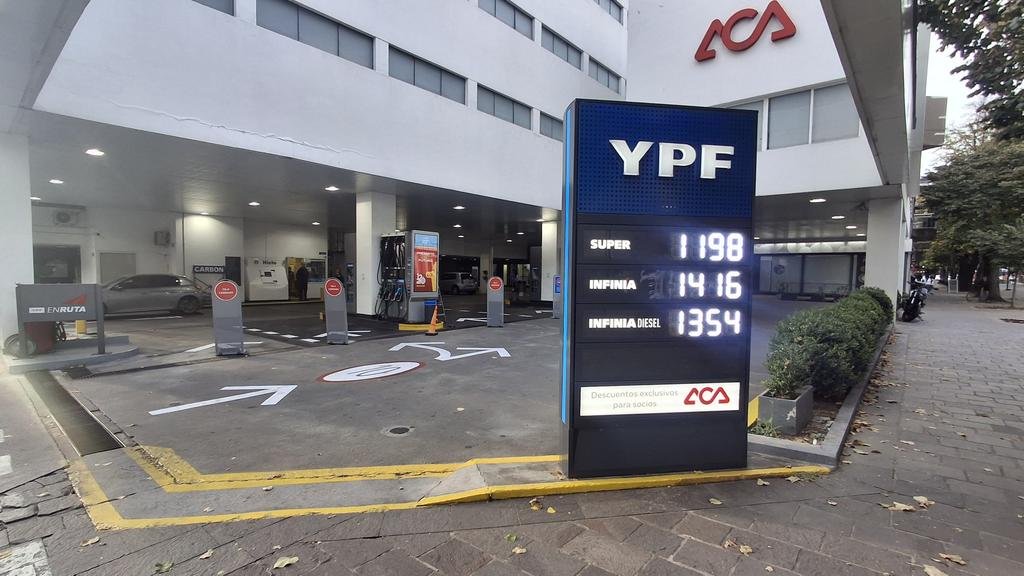 ACA
YPF
SUPER 1198
INFINIA 1416
INFINIA DIESEL 1354
Descuentos exclusivos
para socios
ACA
CARBON
ENRUTA